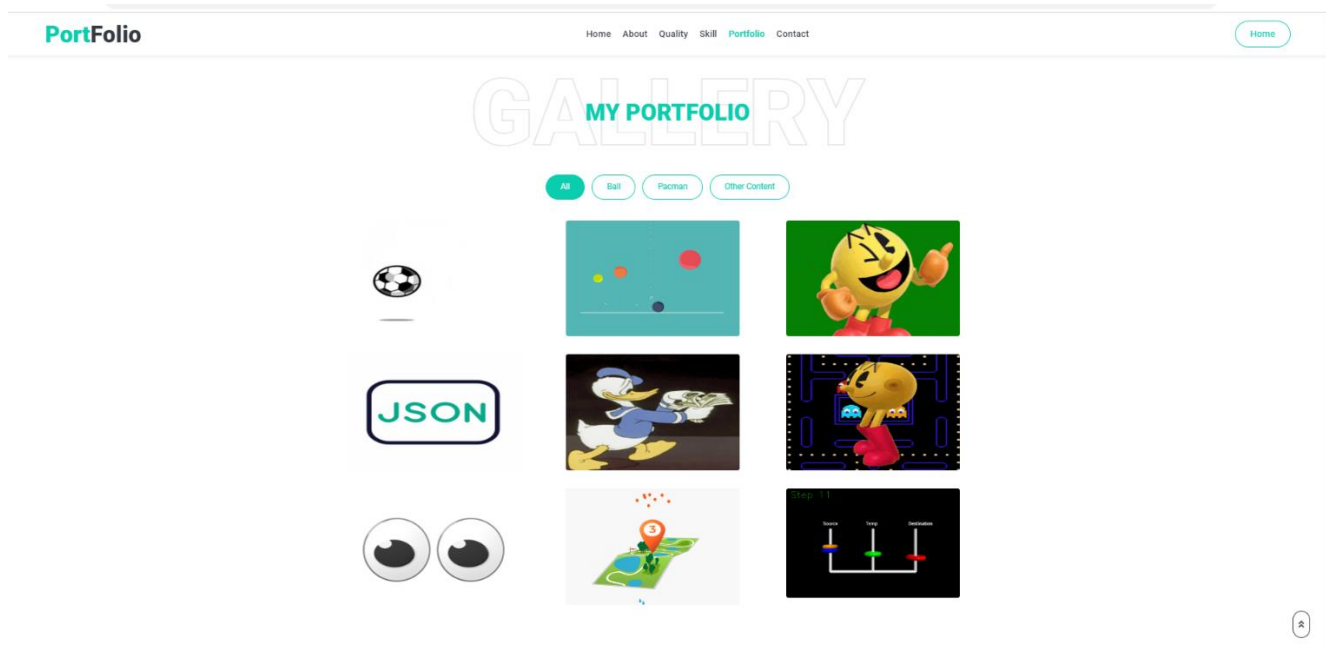 PortFolio
Home About Quality Skill Portfolio Contact
Home
GALLERY
MY PORTFOLIO
All Ball Pacman Other Content
JSON
3
Step 11
Source Temp Destination